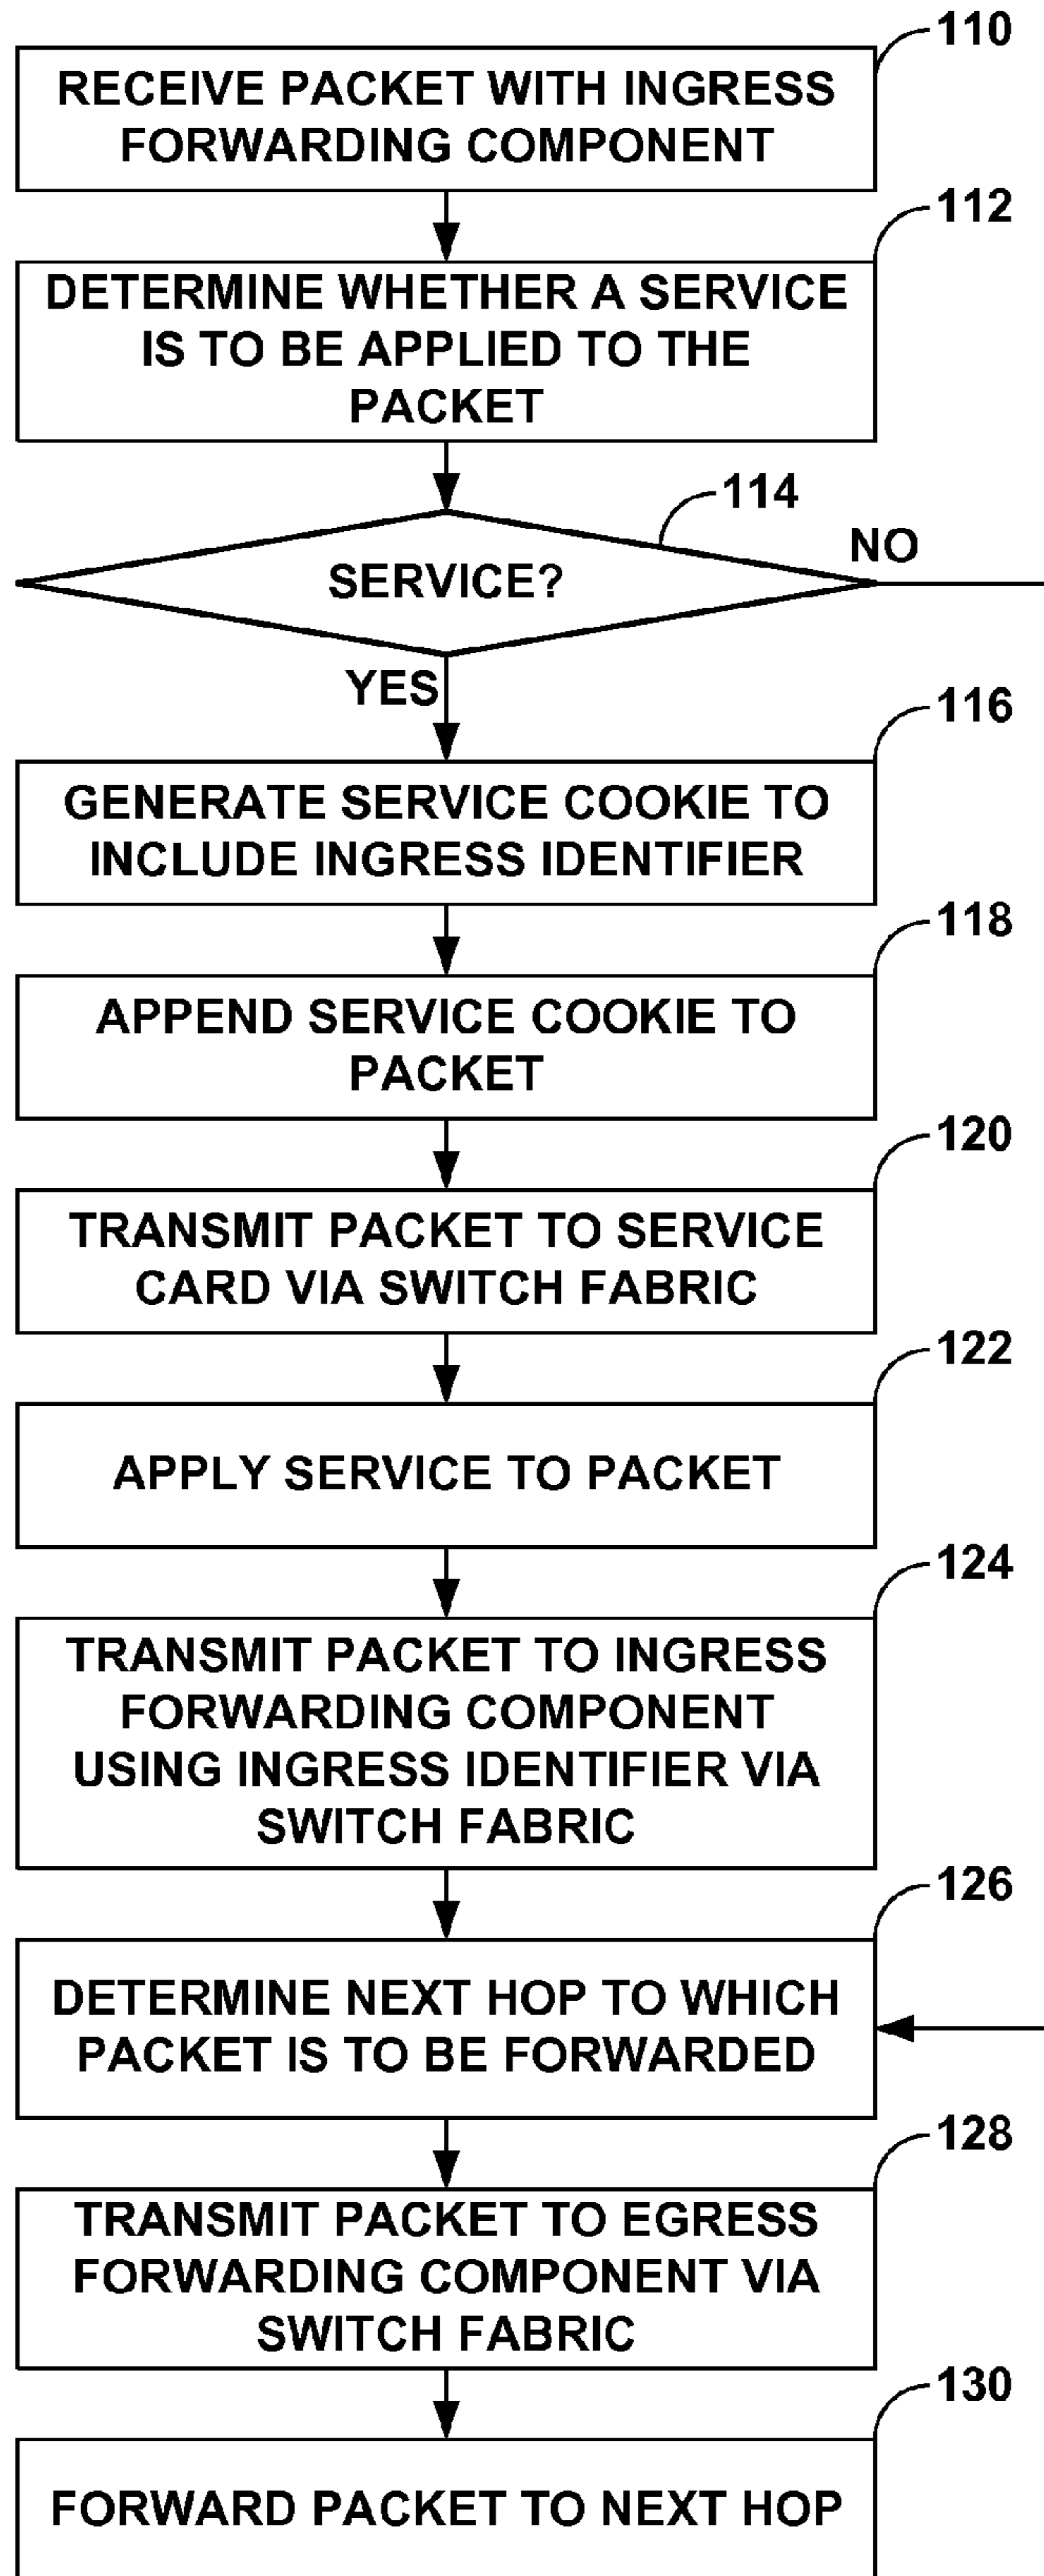 110
RECEIVE PACKET WITH INGRESS
FORWARDING COMPONENT
112
DETERMINE WHETHER A SERVICE
IS TO BE APPLIED TO THE
PACKET
114
SERVICE?
NO
YES
116
GENERATE SERVICE COOKIE TO
INCLUDE INGRESS IDENTIFIER
118
APPEND SERVICE COOKIE TO
PACKET
120
TRANSMIT PACKET TO SERVICE
CARD VIA SWITCH FABRIC
122
APPLY SERVICE TO PACKET
124
TRANSMIT PACKET TO INGRESS
FORWARDING COMPONENT
USING INGRESS IDENTIFIER VIA
SWITCH FABRIC
126
DETERMINE NEXT HOP TO WHICH
PACKET IS TO BE FORWARDED
128
TRANSMIT PACKET TO EGRESS
FORWARDING COMPONENT VIA
SWITCH FABRIC
130
FORWARD PACKET TO NEXT HOP